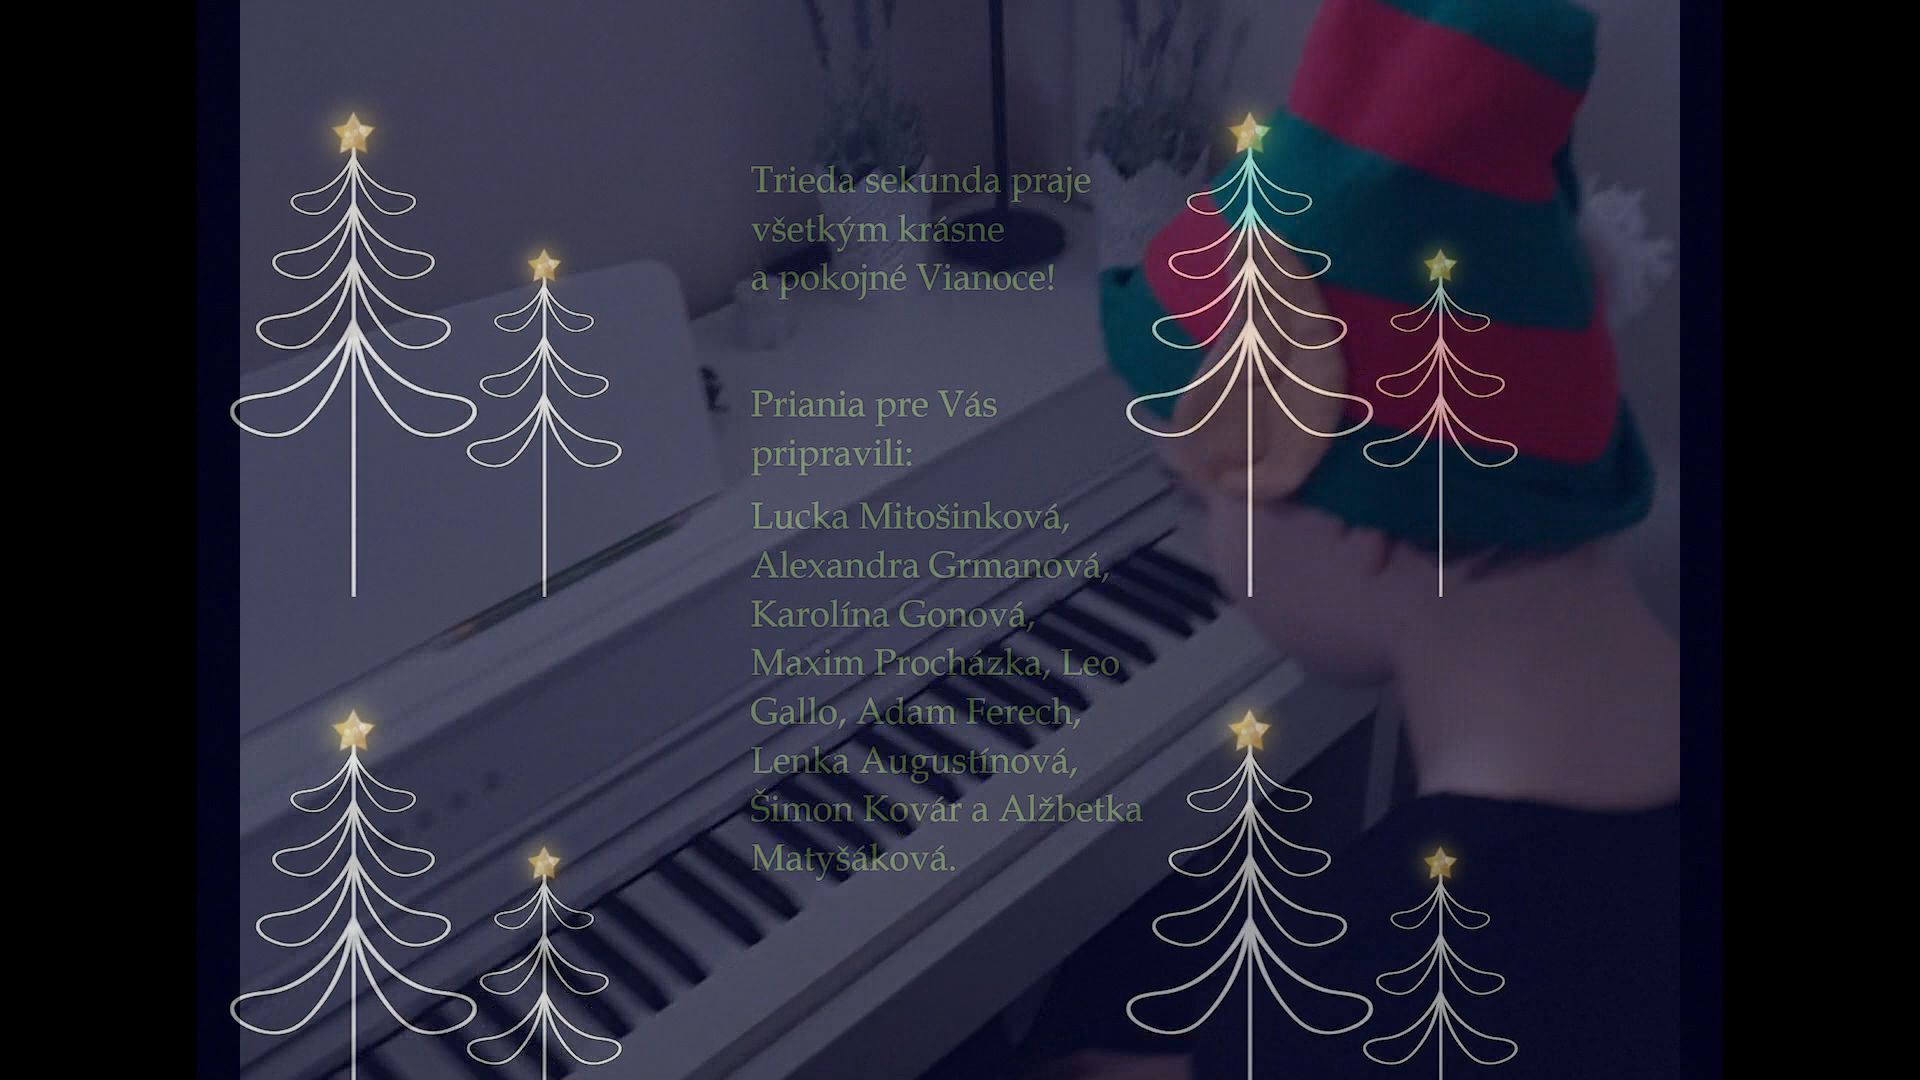 Trieda sekunda praje
všetkým krásne
a pokojné Vianoce!
Priania pre Vás
pripravili:
Lucka Mitošinková,
Alexandra Grmanová,
Karolína Gonová,
Maxim Procházka, Leo
Gallo, Adam Ferech,
Lenka Augustínová,
Šimon Kovár a Alžbetka
Matyšáková.